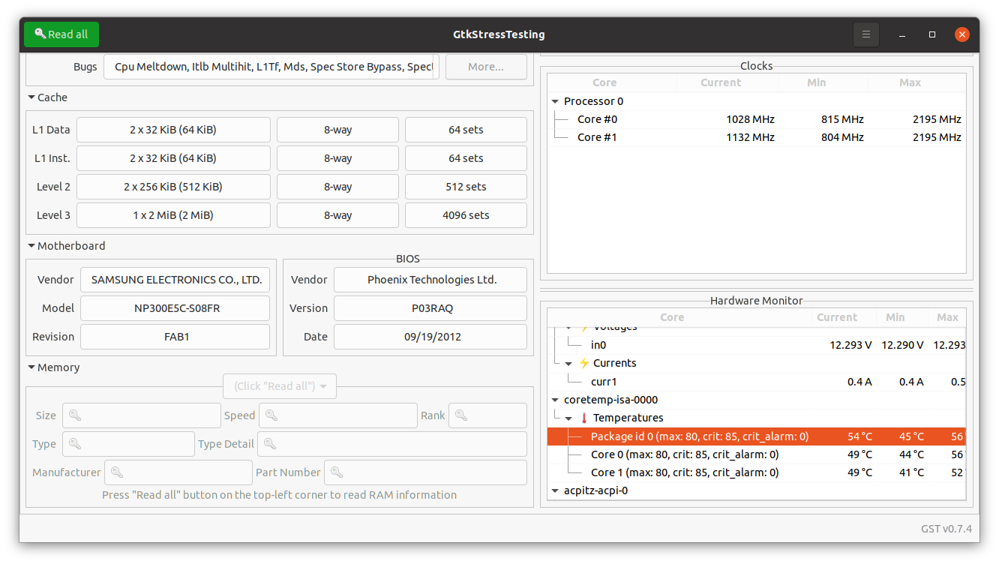 Read all
GtkStressTesting
Bugs Cpu Meltdown, Itlb Multihit, L1Tf, Mds, Spec Store Bypass, Spect More...
Cache
L1 Data 2 x 32 KiB (64 KiB) 8-way 64 sets
L1 Inst. 2 x 32 KiB (64 KiB) 8-way 64 sets
Level 2 2 x 256 KiB (512 KiB) 8-way 512 sets
Level 3 1 x 2 MiB (2 MiB) 8-way 4096 sets
Motherboard
Vendor SAMSUNG ELECTRONICS CO., LTD.
Model NP300E5C-S08FR
Revision FAB1
BIOS
Vendor Phoenix Technologies Ltd.
Version P03RAQ
Date 09/19/2012
Memory
(Click "Read all")
Size Speed Rank
Type Type Detail
Manufacturer Part Number
Press "Read all" button on the top-left corner to read RAM information
Clocks
Core Current Min Max
Processor 0
Core #0 1028 MHz 815 MHz 2195 MHz
Core #1 1132 MHz 804 MHz 2195 MHz
Hardware Monitor
Core Current Min Max
Voltages
in0 12.293 V 12.290 V 12.293
Currents
curr1 0.4 A 0.4 A 0.5
coretemp-isa-0000
Temperatures
Package id 0 (max: 80, crit: 85, crit_alarm: 0) 54 °C 45 °C 56
Core 0 (max: 80, crit: 85, crit_alarm: 0) 49 °C 44 °C 56
Core 1 (max: 80, crit: 85, crit_alarm: 0) 49 °C 41 °C 52
acpitz-acpi-0
GST v0.7.4